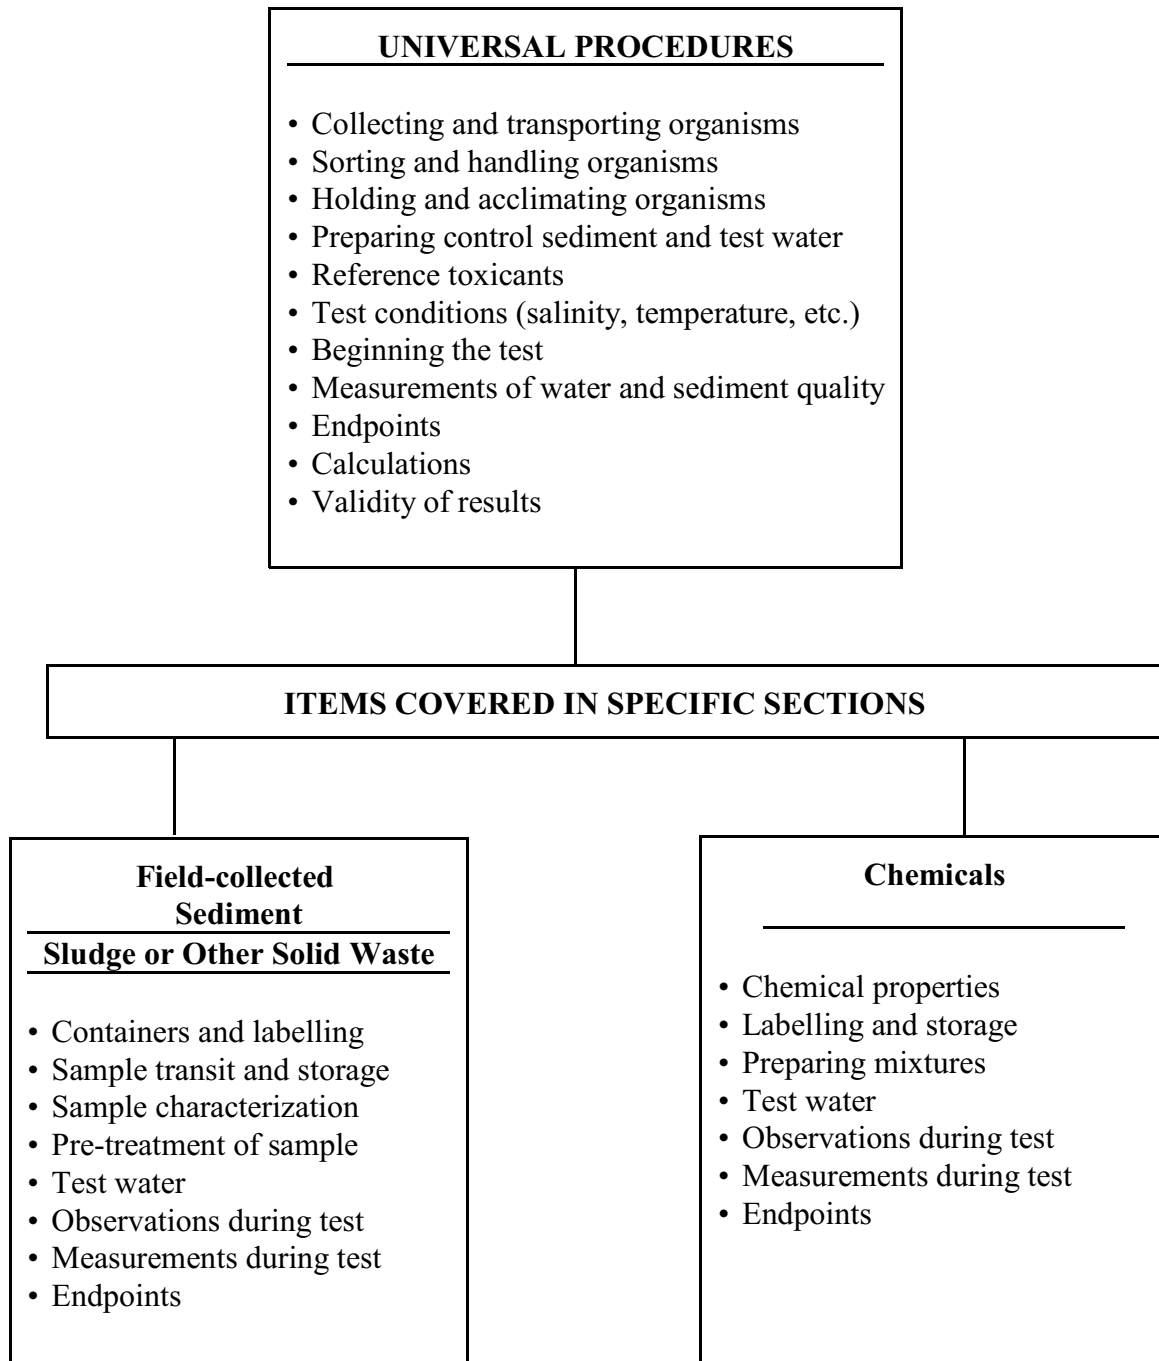 UNIVERSAL PROCEDURES
• Collecting and transporting organisms
• Sorting and handling organisms
• Holding and acclimating organisms
• Preparing control sediment and test water
• Reference toxicants
• Test conditions (salinity, temperature, etc.)
• Beginning the test
• Measurements of water and sediment quality
• Endpoints
• Calculations
• Validity of results
ITEMS COVERED IN SPECIFIC SECTIONS
Field-collected
Sediment
Sludge or Other Solid Waste
• Containers and labelling
• Sample transit and storage
• Sample characterization
• Pre-treatment of sample
• Test water
• Observations during test
• Measurements during test
• Endpoints
Chemicals
• Chemical properties
• Labelling and storage
• Preparing mixtures
• Test water
• Observations during test
• Measurements during test
• Endpoints